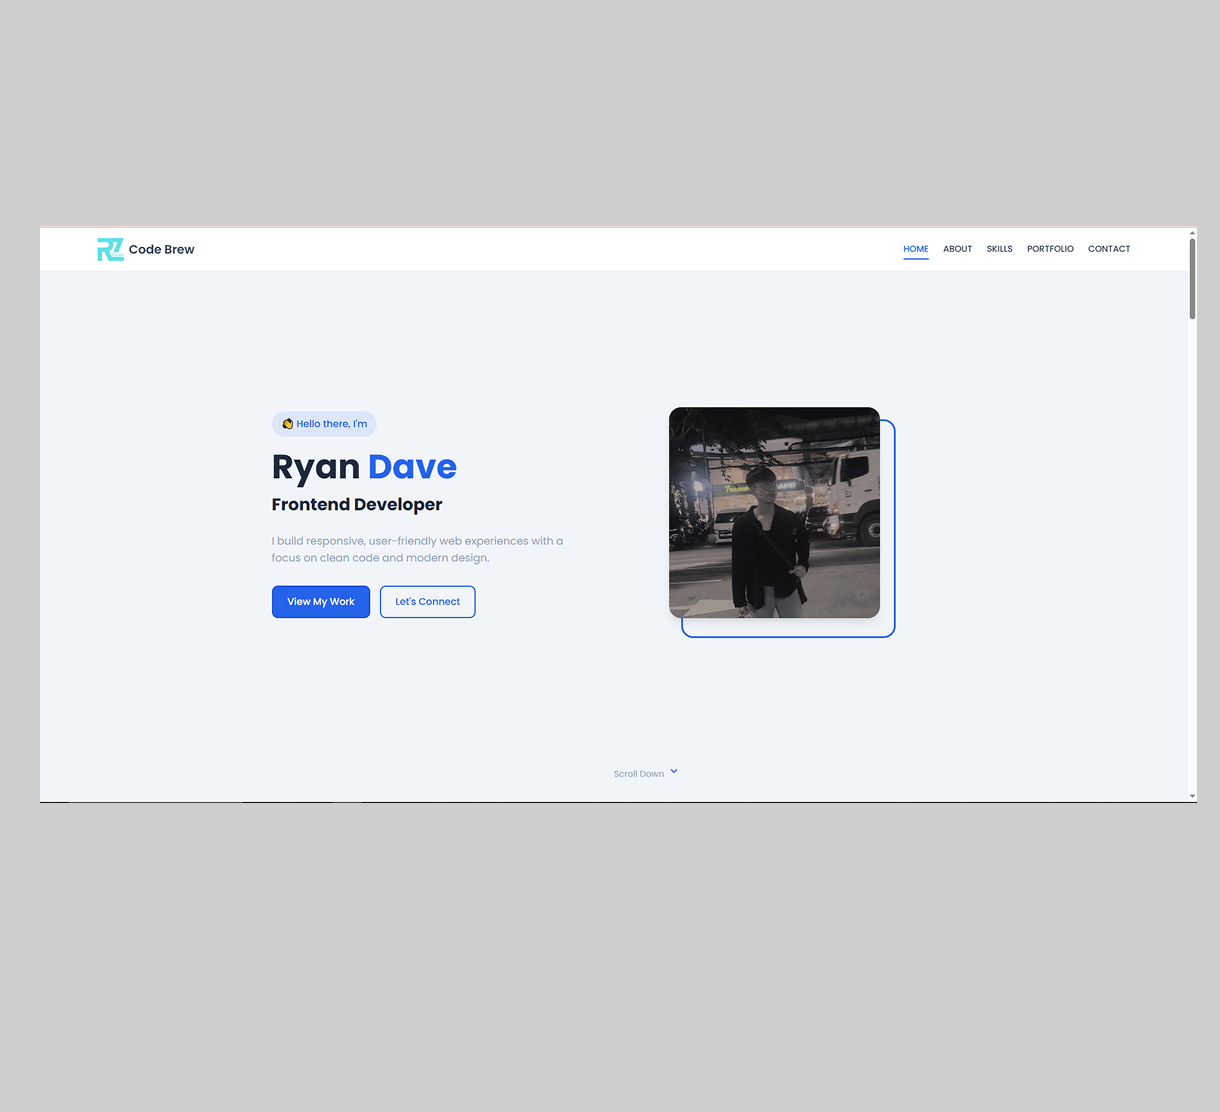 RZ Code Brew
HOME ABOUT SKILLS PORTFOLIO CONTACT
👋 Hello there, I'm
Ryan Dave
Frontend Developer
I build responsive, user-friendly web experiences with a
focus on clean code and modern design.
View My Work Let's Connect
Scroll Down